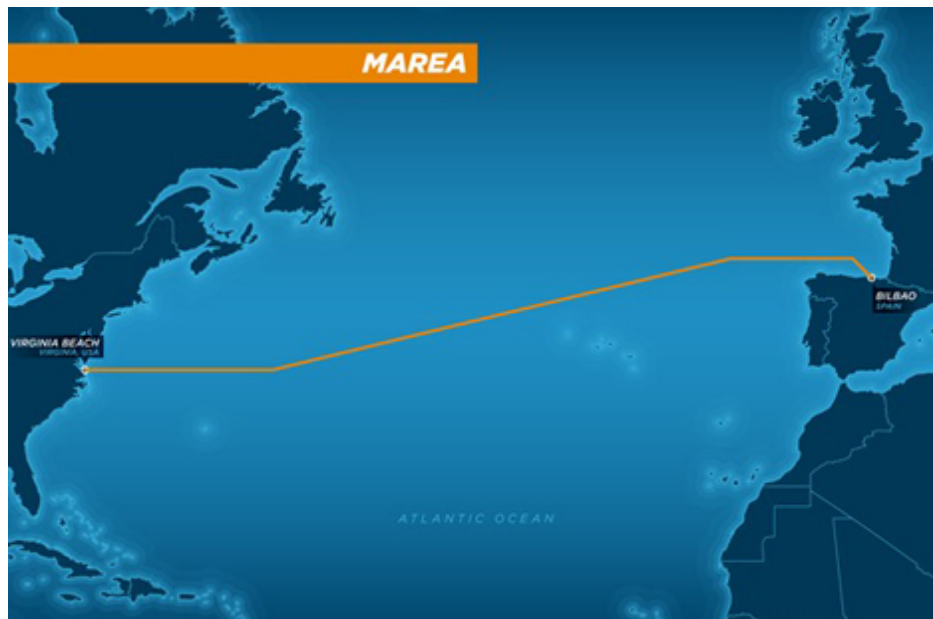 MAREA
VIRGINIA BEACH
VIRGINIA, USA
BILBAO
SPAIN
ATLANTIC OCEAN